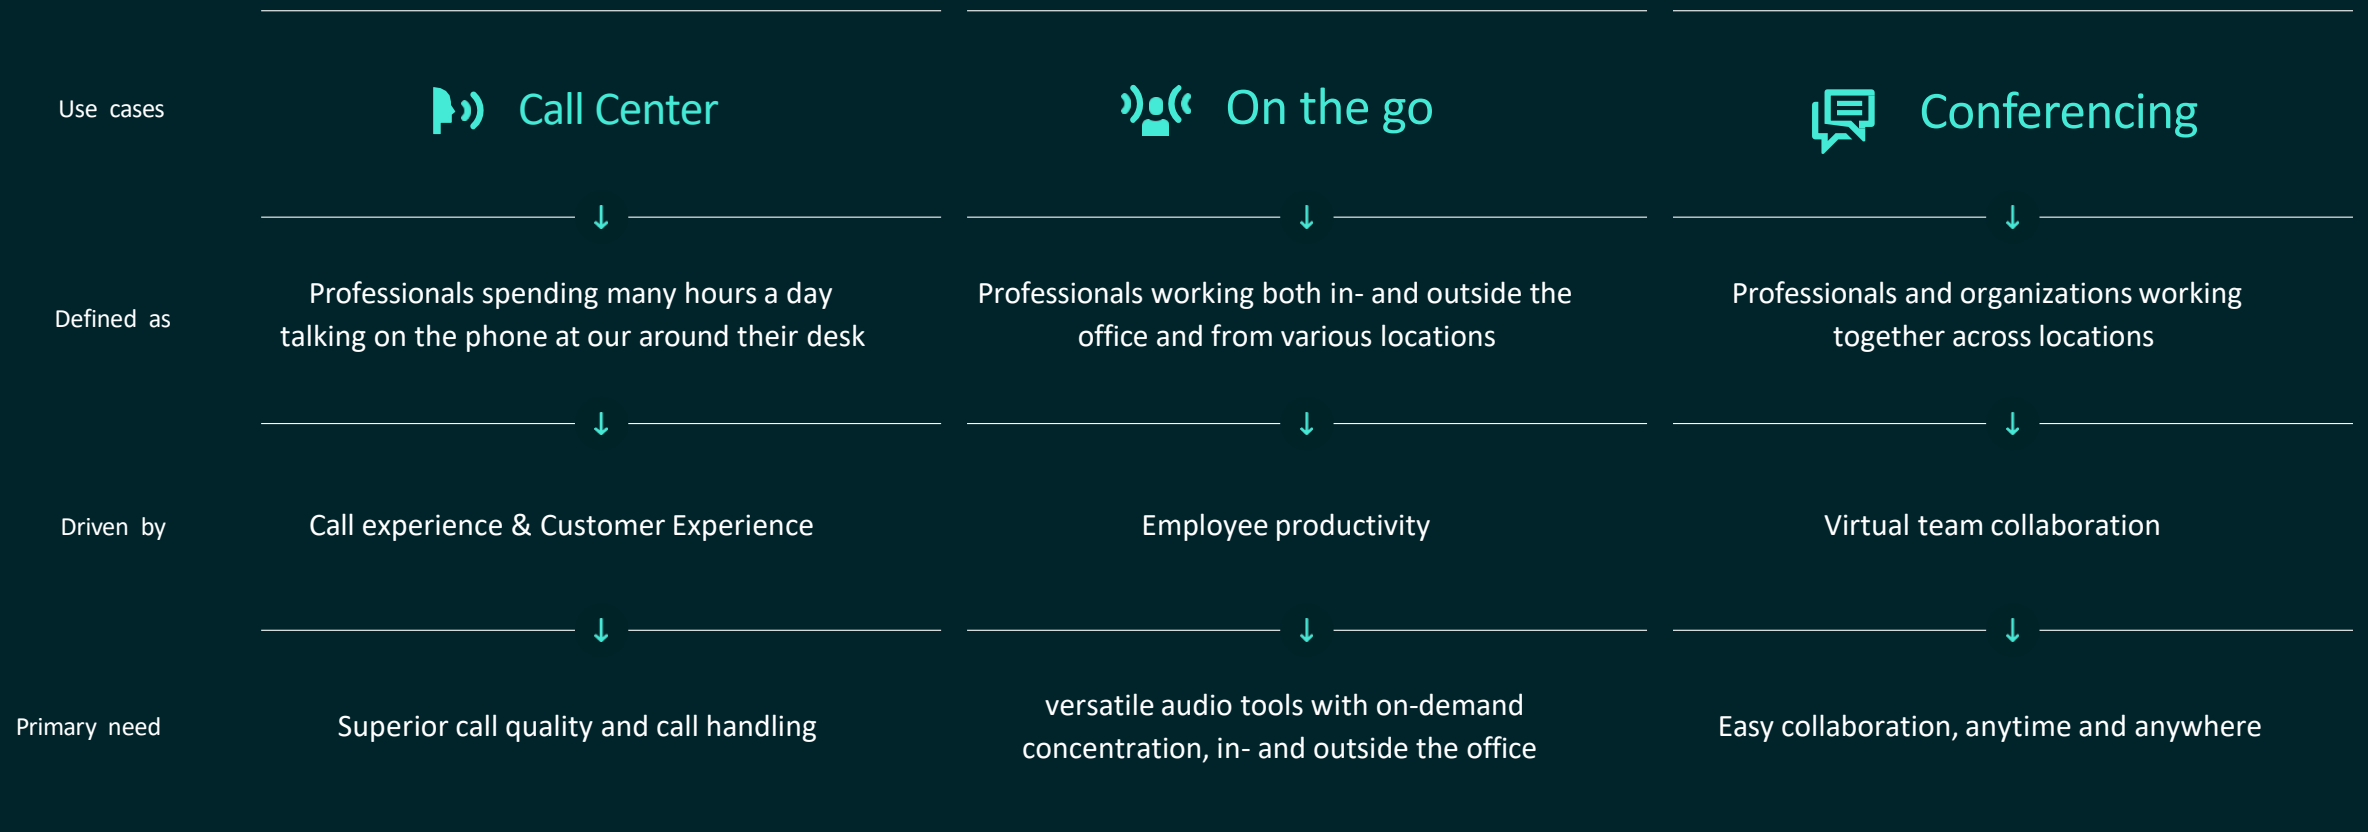 Use cases
Call Center
On the go
Conferencing
Defined as
Professionals spending many hours a day
talking on the phone at our around their desk
Professionals working both in- and outside the
office and from various locations
Professionals and organizations working
together across locations
Driven by
Call experience & Customer Experience
Employee productivity
Virtual team collaboration
Primary need
Superior call quality and call handling
versatile audio tools with on-demand
concentration, in- and outside the office
Easy collaboration, anytime and anywhere